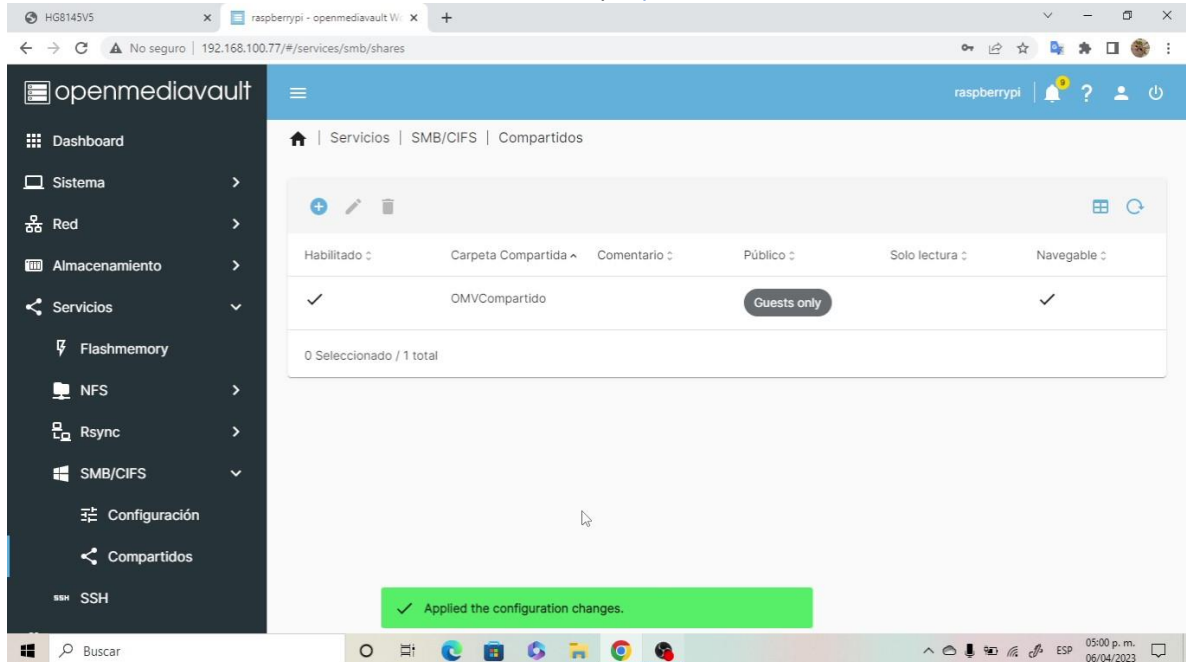 HG8145V5
raspberrypi - openmediavault W
No seguro | 192.168.100.77/#/services/smb/shares
openmediavault
raspberrypi
9
?
Dashboard
Sistema
Red
Almacenamiento
Servicios
Flashmemory
NFS
Rsync
SMB/CIFS
Configuración
Compartidos
SSH SSH
| Servicios | SMB/CIFS | Compartidos
Habilitado Carpeta Compartida Comentario Público Solo lectura Navegable
OMVCompartido Guests only
0 Seleccionado / 1 total
Applied the configuration changes.
Buscar
ESP
05:00 p. m.
06/04/2023